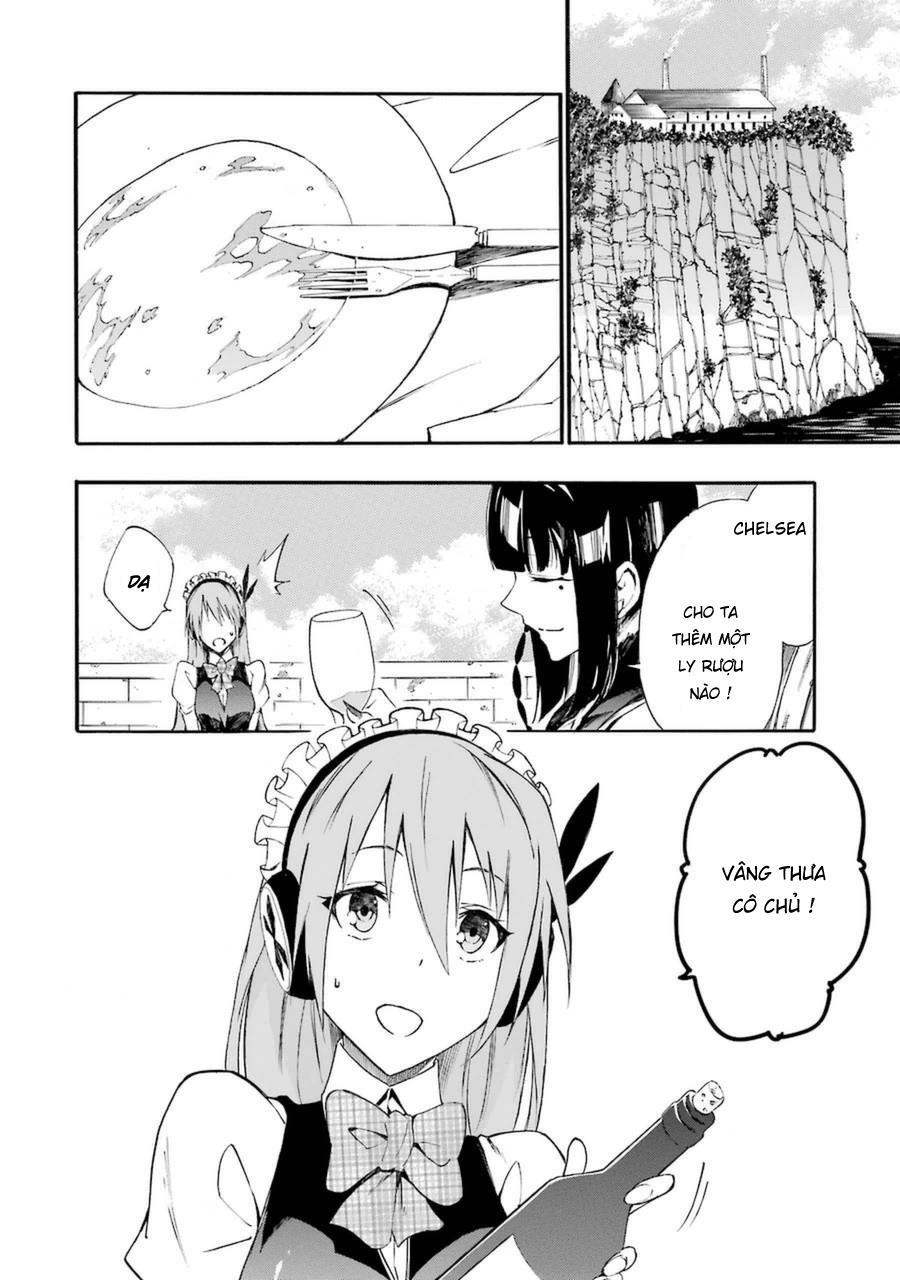 CHELSEA
CHO TA
THÊM MỘT
LY RƯỢU
NÀO !
DẠ
VÂNG THƯA
CÔ CHỦ !